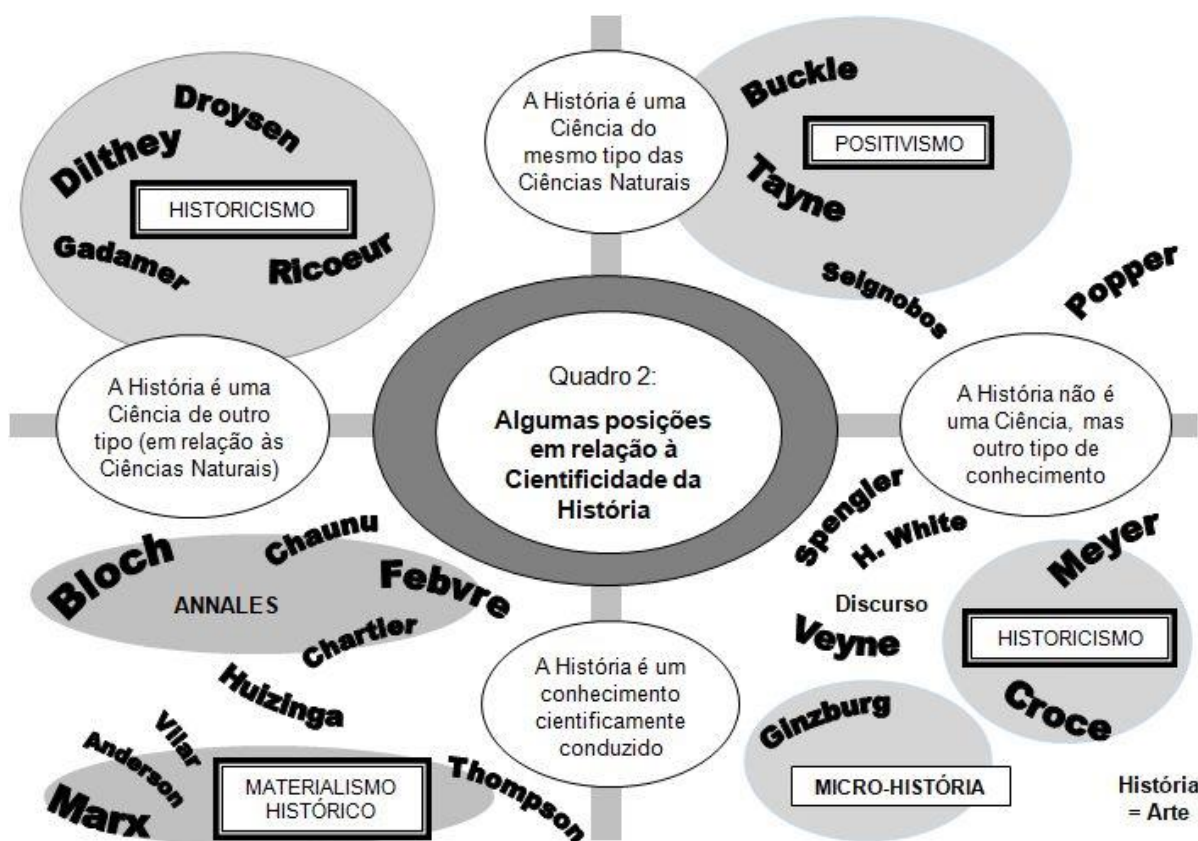 Droysen
Dilthey
HISTORICISMO
Gadamer
Ricoeur
A História é uma
Ciência do
mesmo tipo das
Ciências Naturais
Buckle
POSITIVISMO
Tayne
Seignobos
Popper
A História é uma
Ciência de outro
tipo (em relação às
Ciências Naturais)
Quadro 2:
Algumas posições
em relação à
Cientificidade da
História
A História não é
uma Ciência, mas
outro tipo de
conhecimento
Bloch
Chaunu
Febvre
ANNALES
Chartier
Huizinga
Vilar
Anderson
Marx
MATERIALISMO
HISTÓRICO
Thompson
A História é um
conhecimento
cientificamente
conduzido
Spengler
H. White
Discurso
Veyne
Meyer
HISTORICISMO
Croce
Ginzburg
MICRO-HISTÓRIA
História
= Arte